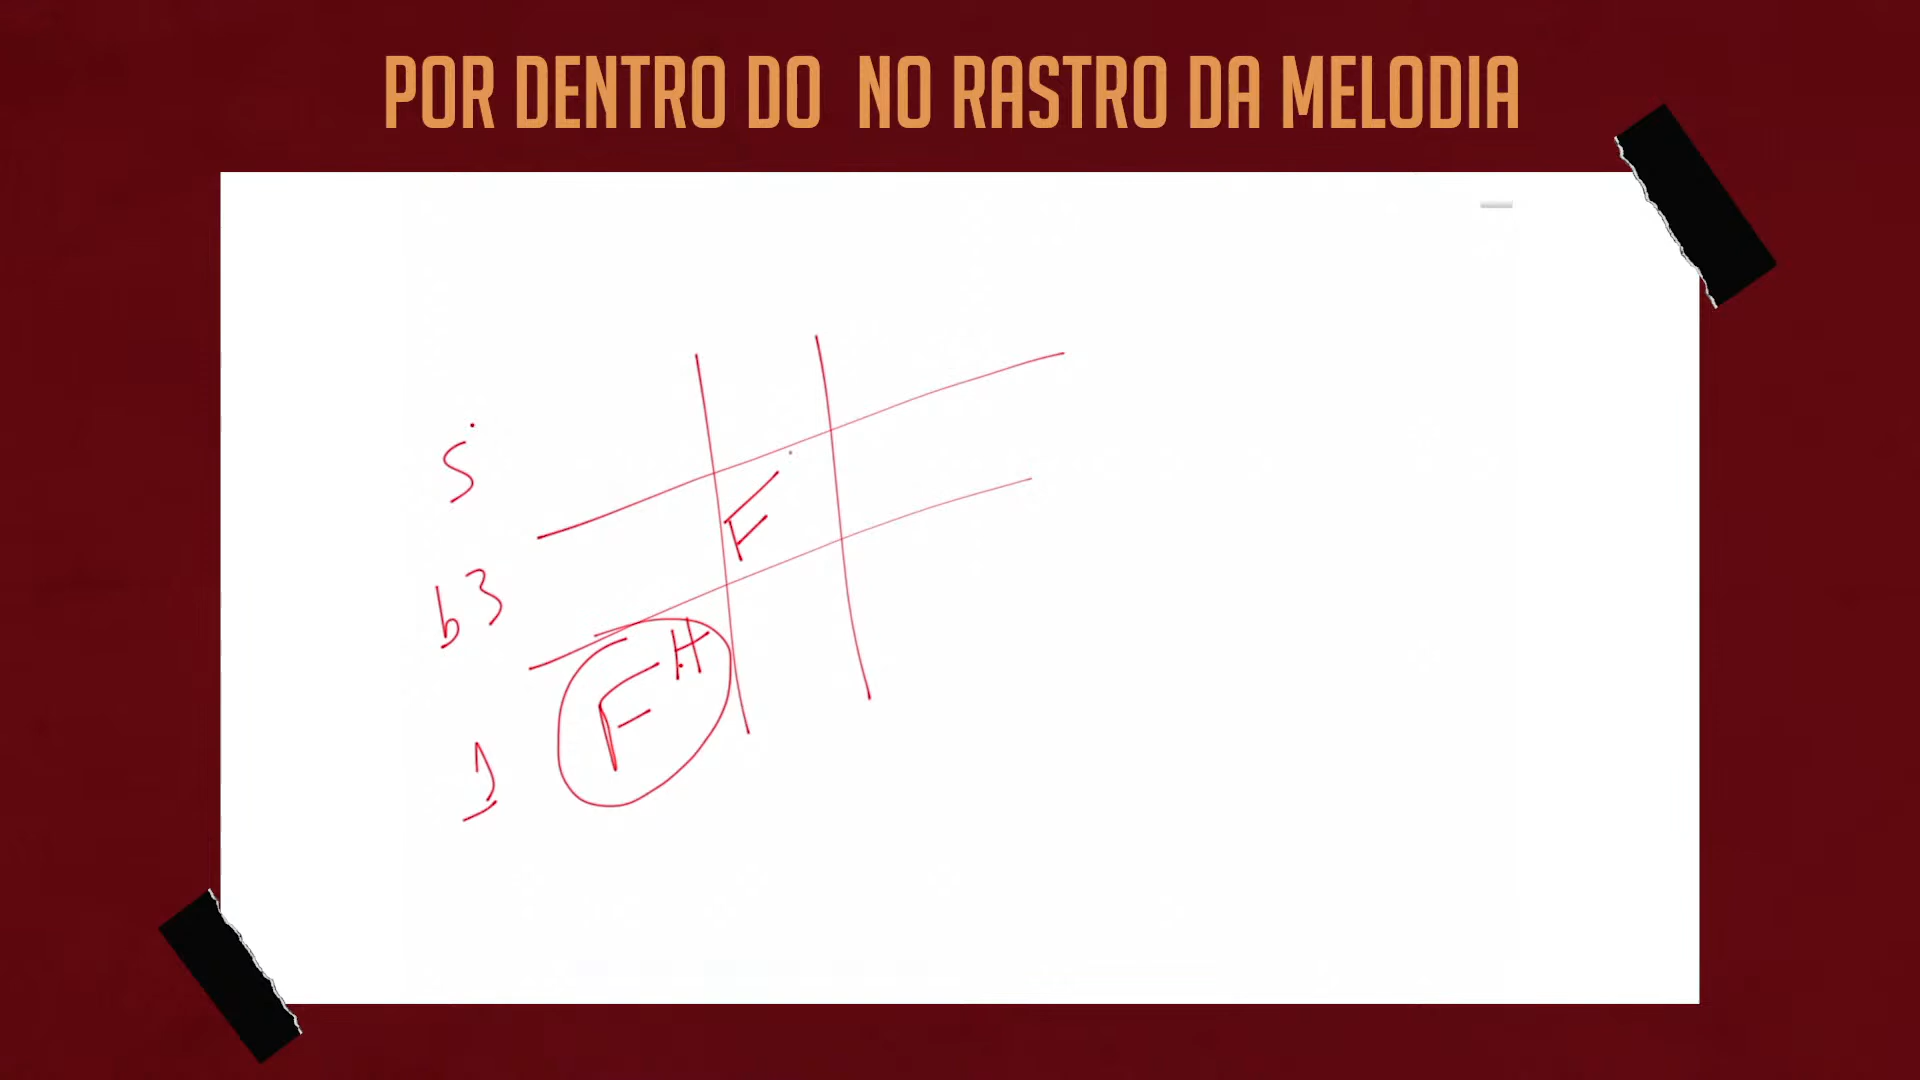 POR DENTRO DO NO RASTRO DA MELODIA
5
F
b3
F#
1